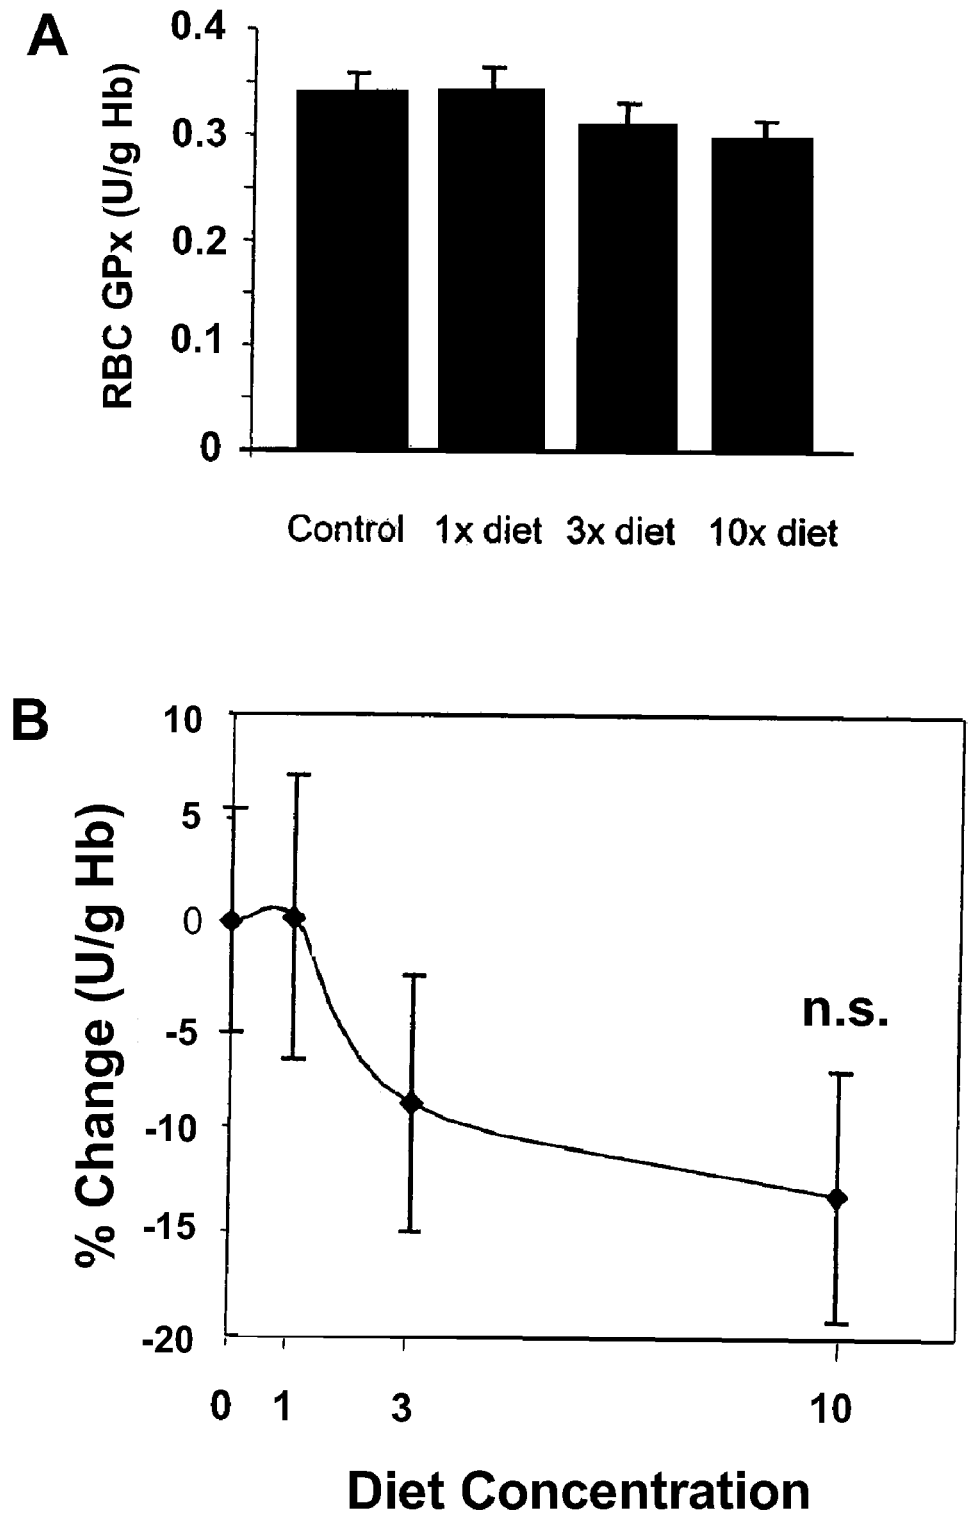 A
RBC GPx (U/g Hb)
0.4
0.3
0.2
0.1
0
Control 1x diet 3x diet 10x diet
B
% Change (U/g Hb)
10
5
0
-5
-10
-15
-20
n.s.
0 1 3 10
Diet Concentration